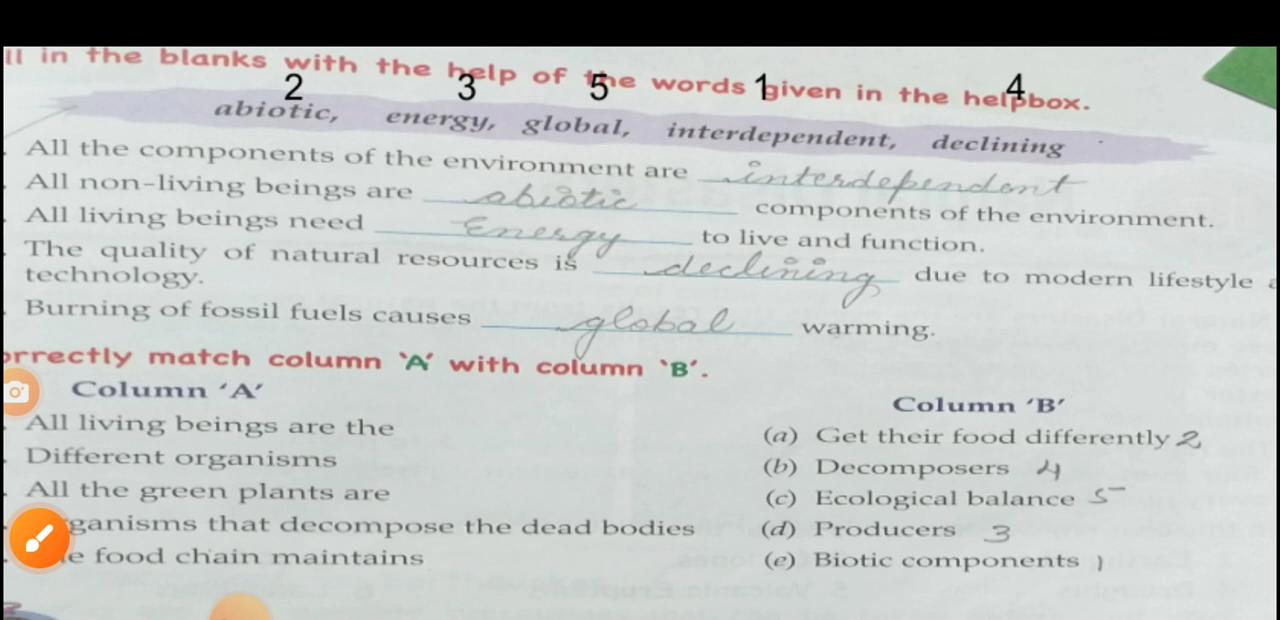 ll in the blanks with the help of the words given in the helpbox.
2 3 5 1 4
abiotic, energy, global, interdependent, declining
All the components of the environment are interdependent
All non-living beings are abiotic components of the environment.
All living beings need Energy to live and function.
The quality of natural resources is declining due to modern lifestyle a
technology.
Burning of fossil fuels causes global warming.
orrectly match column 'A' with column 'B'.
Column 'A' Column 'B'
All living beings are the (a) Get their food differently 2
Different organisms (b) Decomposers 4
All the green plants are (c) Ecological balance 5
ganisms that decompose the dead bodies (d) Producers 3
e food chain maintains (e) Biotic components 1